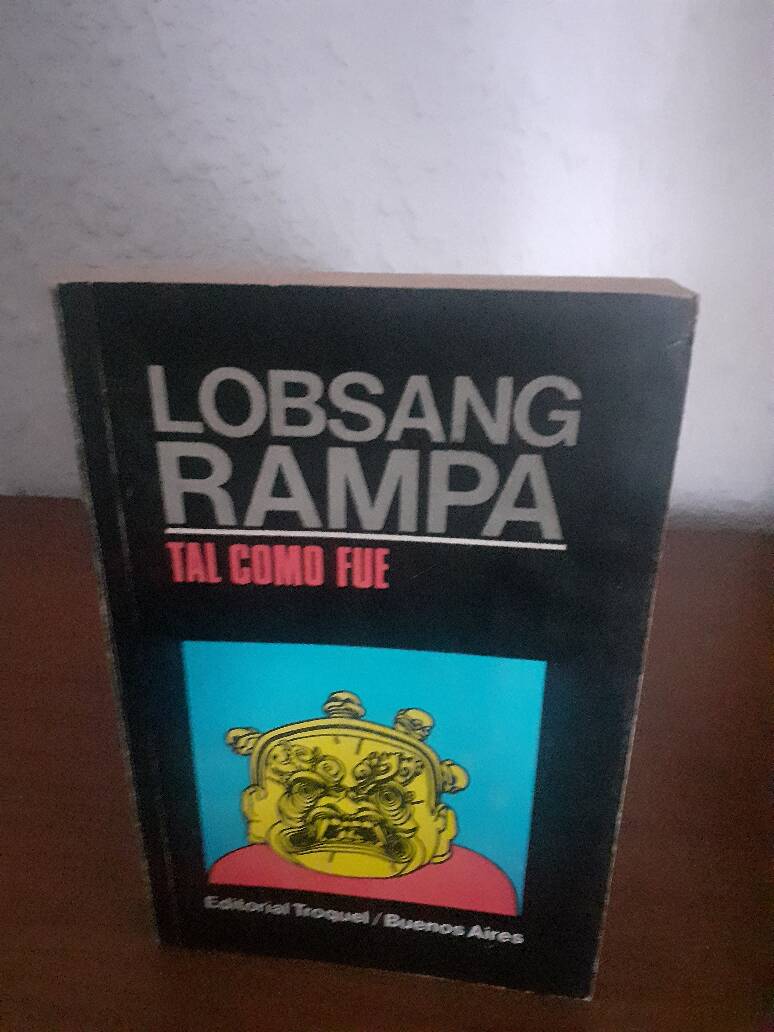 LOBSANG
RAMPA
TAL COMO FUE
Editorial Troquel / Buenos Aires